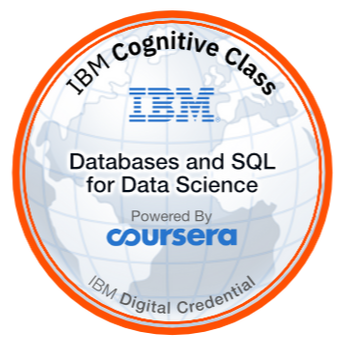 IBM Cognitive Class
IBM
Databases and SQL
for Data Science
Powered By
coursera
IBM Digital Credential